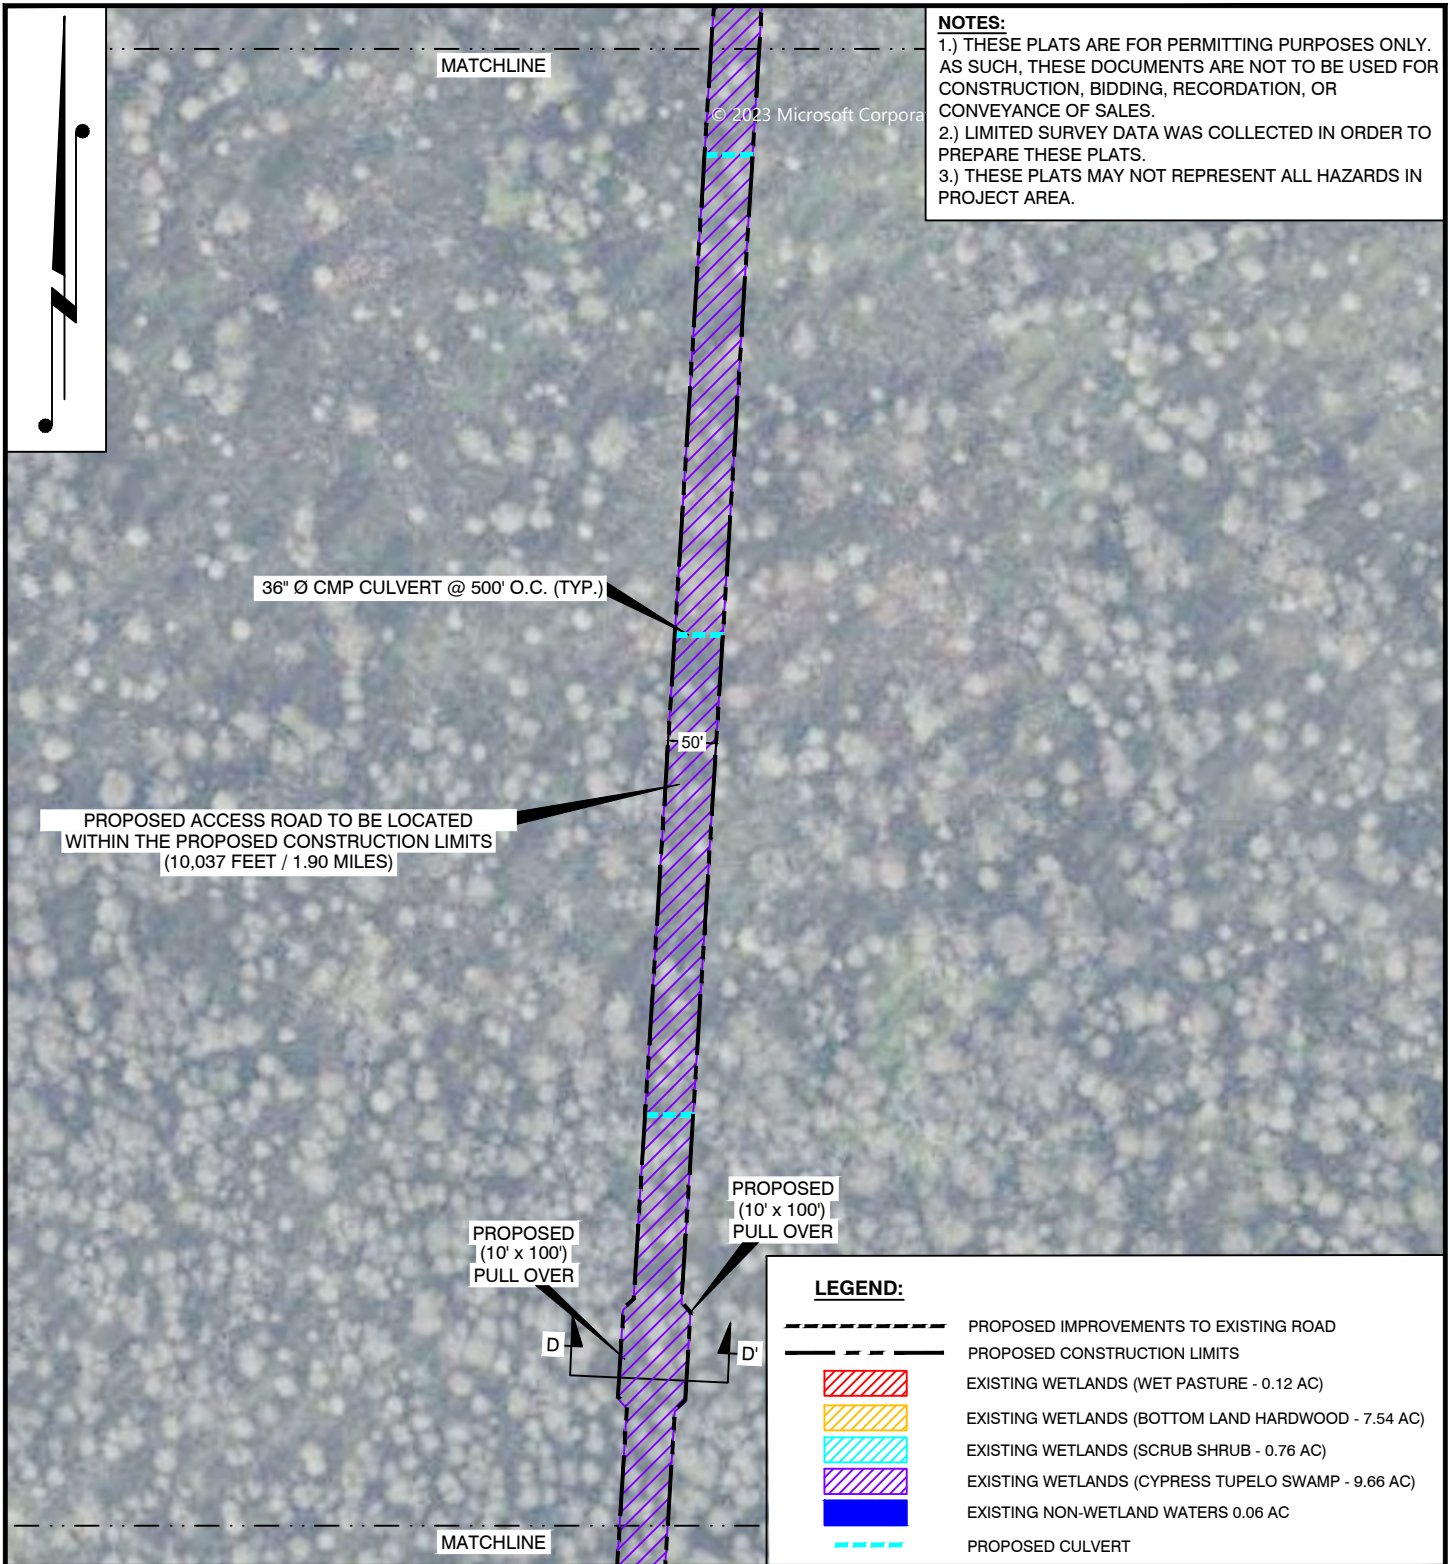 MATCHLINE
© 2023 Microsoft Corpora
NOTES:
1.) THESE PLATS ARE FOR PERMITTING PURPOSES ONLY.
AS SUCH, THESE DOCUMENTS ARE NOT TO BE USED FOR
CONSTRUCTION, BIDDING, RECORDATION, OR
CONVEYANCE OF SALES.
2.) LIMITED SURVEY DATA WAS COLLECTED IN ORDER TO
PREPARE THESE PLATS.
3.) THESE PLATS MAY NOT REPRESENT ALL HAZARDS IN
PROJECT AREA.
36" Ø CMP CULVERT @ 500' O.C. (TYP.)
50'
PROPOSED ACCESS ROAD TO BE LOCATED
WITHIN THE PROPOSED CONSTRUCTION LIMITS
(10,037 FEET / 1.90 MILES)
PROPOSED
(10' x 100')
PULL OVER
PROPOSED
(10' x 100')
PULL OVER
D
D'
LEGEND:
PROPOSED IMPROVEMENTS TO EXISTING ROAD
PROPOSED CONSTRUCTION LIMITS
EXISTING WETLANDS (WET PASTURE - 0.12 AC)
EXISTING WETLANDS (BOTTOM LAND HARDWOOD - 7.54 AC)
EXISTING WETLANDS (SCRUB SHRUB - 0.76 AC)
EXISTING WETLANDS (CYPRESS TUPELO SWAMP - 9.66 AC)
EXISTING NON-WETLAND WATERS 0.06 AC
PROPOSED CULVERT
MATCHLINE